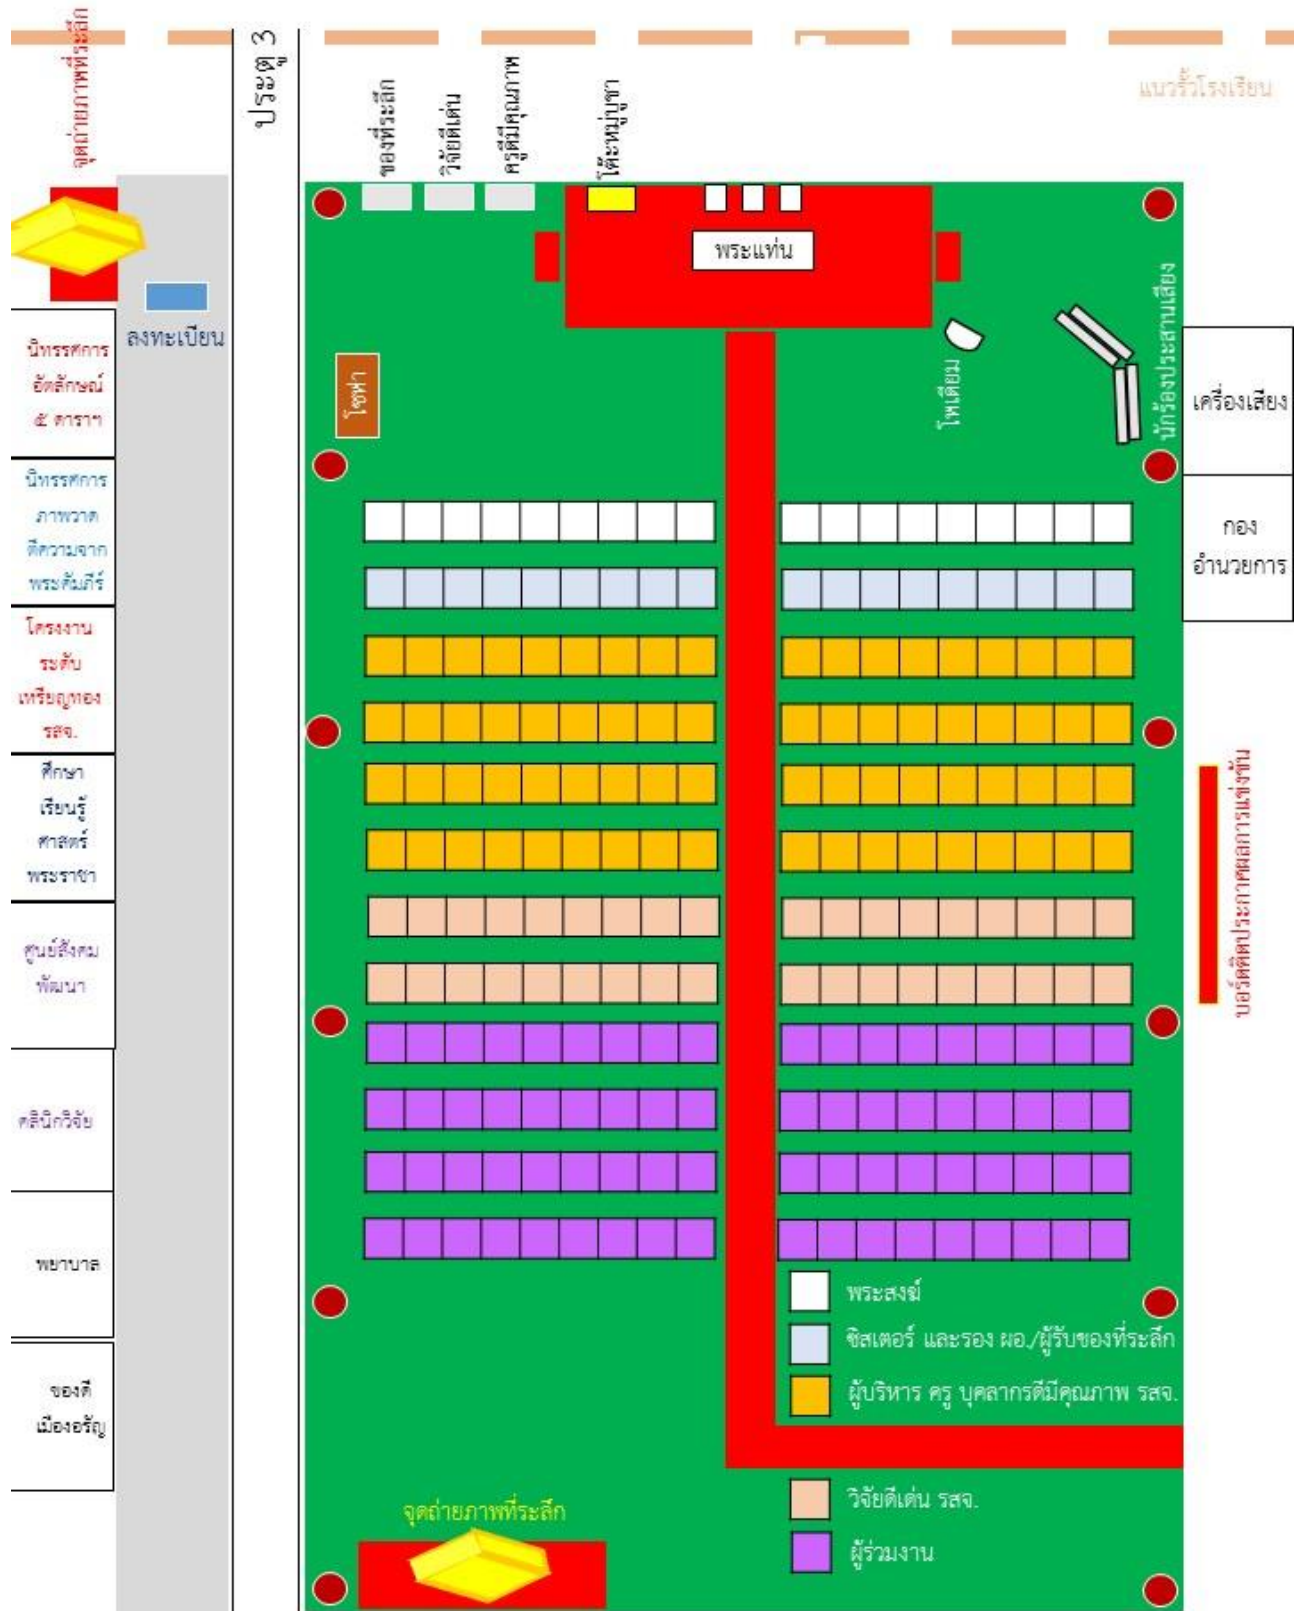 จุดถ่ายภาพที่ระลึก
ประตู 3
แนวรั้วโรงเรียน
ของที่ระลึก
วิจัยดีเด่น
ครูดีมีคุณภาพ
โต๊ะหมู่บูชา
พระแท่น
ลงทะเบียน
โซฟา
โพเดียม
นักร้องประสานเสียง
เครื่องเสียง
กอง
อำนวยการ
นิทรรศการ
อัตลักษณ์
๕ ดาราฯ
นิทรรศการ
ภาพวาด
ตีความจาก
พระคัมภีร์
โครงงาน
ระดับ
เหรียญทอง
รสจ.
ศึกษา
เรียนรู้
ศาสตร์
พระราชา
ศูนย์สังคม
พัฒนา
คลินิกวิจัย
พยาบาล
ของดี
เมืองอรัญ
บอร์ดติดประกาศผลการแข่งขัน
พระสงฆ์
ซิสเตอร์ และรอง ผอ./ผู้รับของที่ระลึก
ผู้บริหาร ครู บุคลากรดีมีคุณภาพ รสจ.
วิจัยดีเด่น รสจ.
ผู้ร่วมงาน
จุดถ่ายภาพที่ระลึก